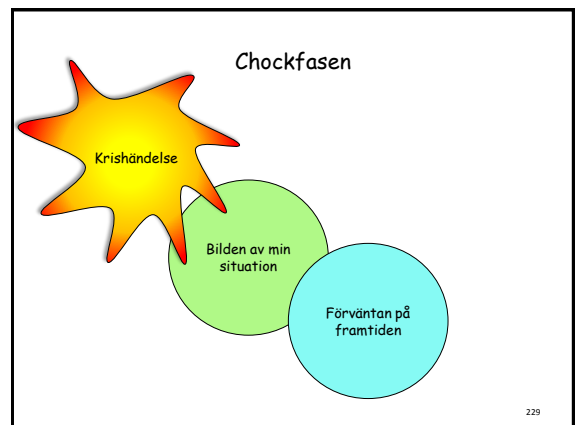 Chockfasen
Krishändelse
Bilden av min
situation
Förväntan på
framtiden
229